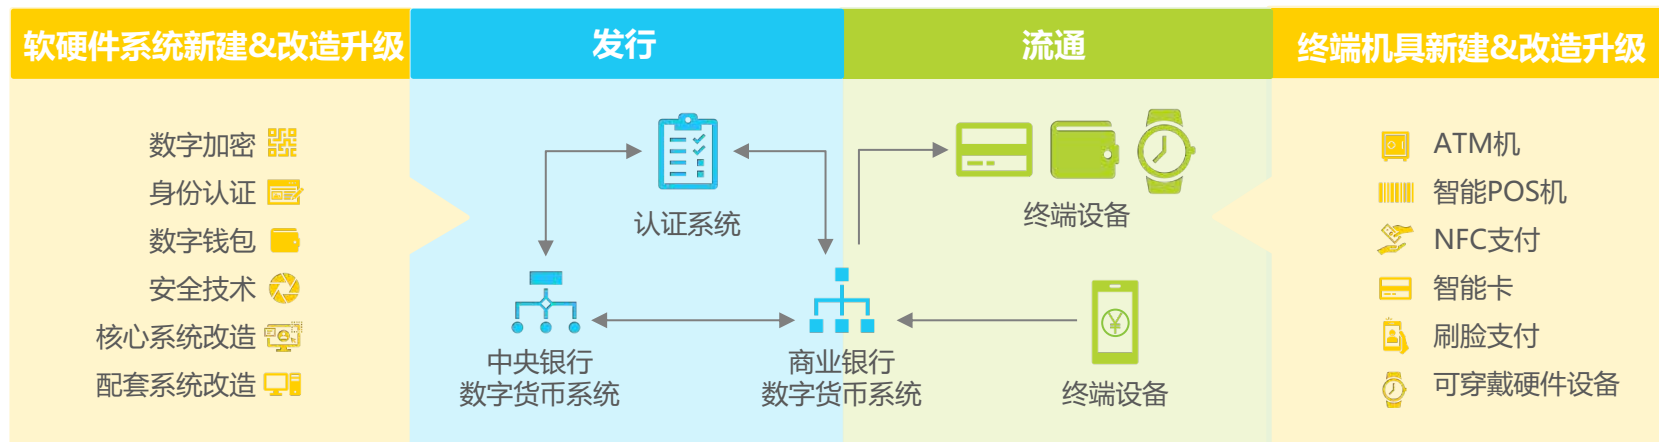 软硬件系统新建&改造升级
数字加密
身份认证
数字钱包
安全技术
核心系统改造
配套系统改造
发行
认证系统
中央银行
数字货币系统
商业银行
数字货币系统
流通
终端设备
¥
终端设备
终端机具新建&改造升级
ATM机
智能POS机
NFC支付
智能卡
刷脸支付
可穿戴硬件设备